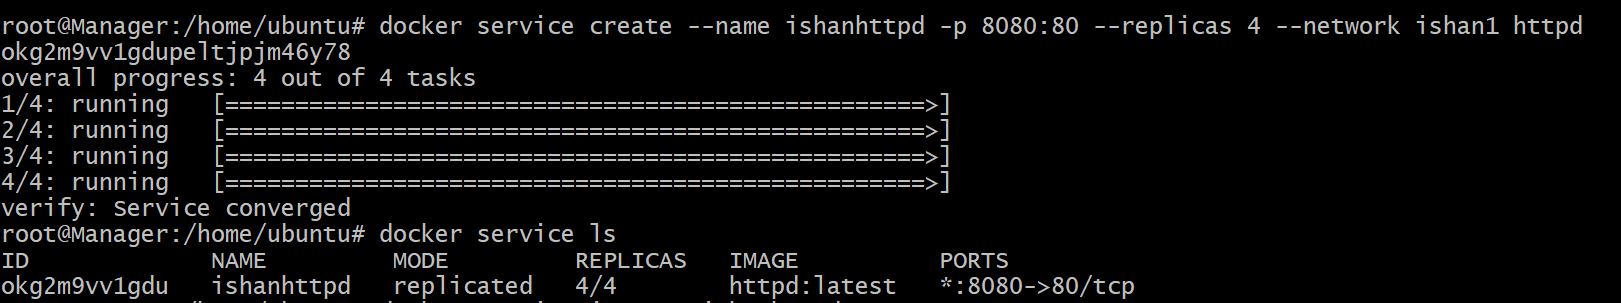 root@Manager:/home/ubuntu# docker service create --name ishanhttpd -p 8080:80 --replicas 4 --network ishan1 httpd
okg2m9vv1gdupeltjpjm46y78
overall progress: 4 out of 4 tasks
1/4: running   [==================================================>]
2/4: running   [==================================================>]
3/4: running   [==================================================>]
4/4: running   [==================================================>]
verify: Service converged
root@Manager:/home/ubuntu# docker service ls
ID             NAME         MODE         REPLICAS   IMAGE          PORTS
okg2m9vv1gdu   ishanhttpd   replicated   4/4        httpd:latest   *:8080->80/tcp